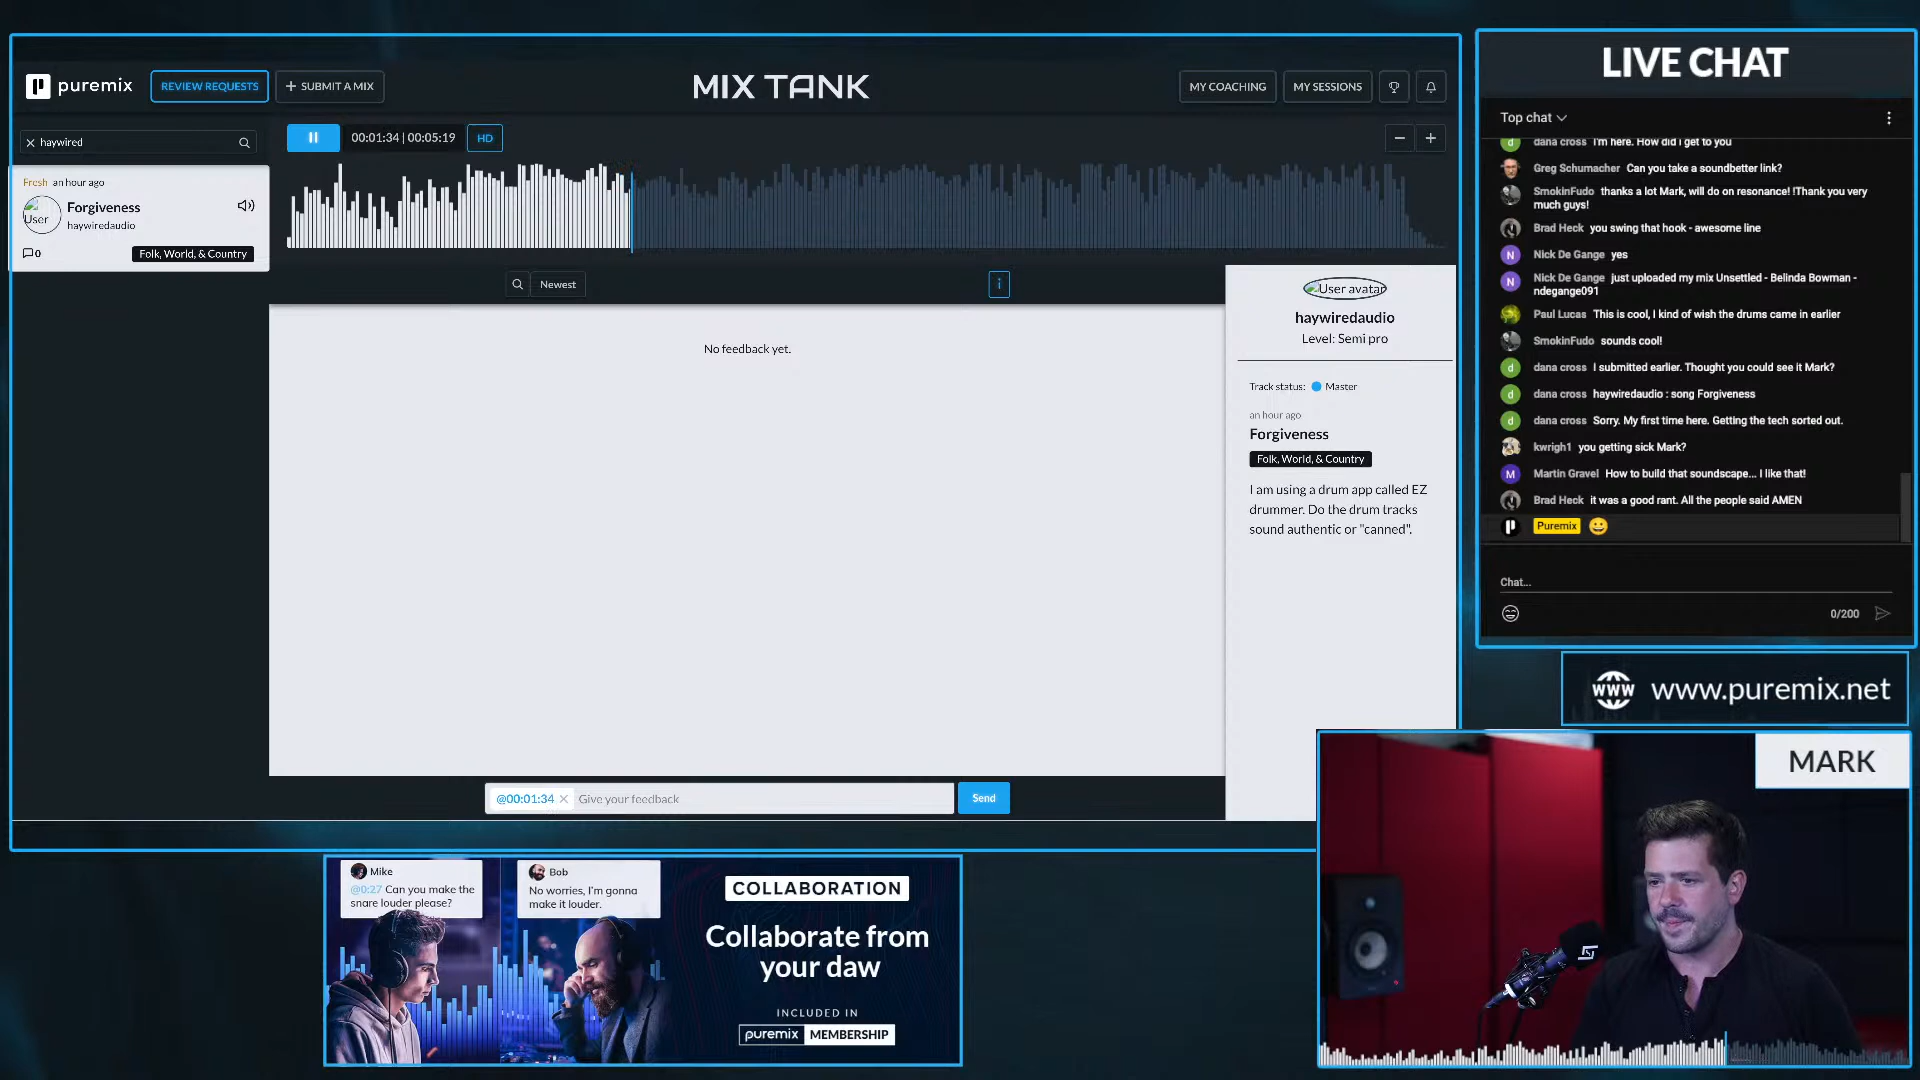 puremix
REVIEW REQUESTS
+ SUBMIT A MIX
MIX TANK
MY COACHING
MY SESSIONS
haywired
00:01:34 | 00:05:19
HD
Fresh an hour ago
User
Forgiveness
haywiredaudio
0
Folk, World, & Country
Newest
i
No feedback yet.
@00:01:34
Give your feedback
Send
User avatar
haywiredaudio
Level: Semi pro
Track status: Master
an hour ago
Forgiveness
Folk, World, & Country
I am using a drum app called EZ
drummer. Do the drum tracks
sound authentic or "canned".
LIVE CHAT
Top chat
dana cross I'm here. How did I get to you
Greg Schumacher Can you take a soundbetter link?
SmokinFudo thanks a lot Mark, will do on resonance! !Thank you very
much guys!
Brad Heck you swing that hook - awesome line
N Nick De Gange yes
N Nick De Gange just uploaded my mix Unsettled - Belinda Bowman -
ndegange091
Paul Lucas This is cool, I kind of wish the drums came in earlier
SmokinFudo sounds cool!
d dana cross I submitted earlier. Thought you could see it Mark?
d dana cross haywiredaudio : song Forgiveness
d dana cross Sorry. My first time here. Getting the tech sorted out.
kwrigh1 you getting sick Mark?
M Martin Gravel How to build that soundscape... I like that!
Brad Heck it was a good rant. All the people said AMEN
Puremix 😀
Chat...
0/200
WWW www.puremix.net
MARK
Mike
@0:27 Can you make the
snare louder please?
Bob
No worries, I'm gonna
make it louder.
COLLABORATION
Collaborate from
your daw
INCLUDED IN
puremix MEMBERSHIP